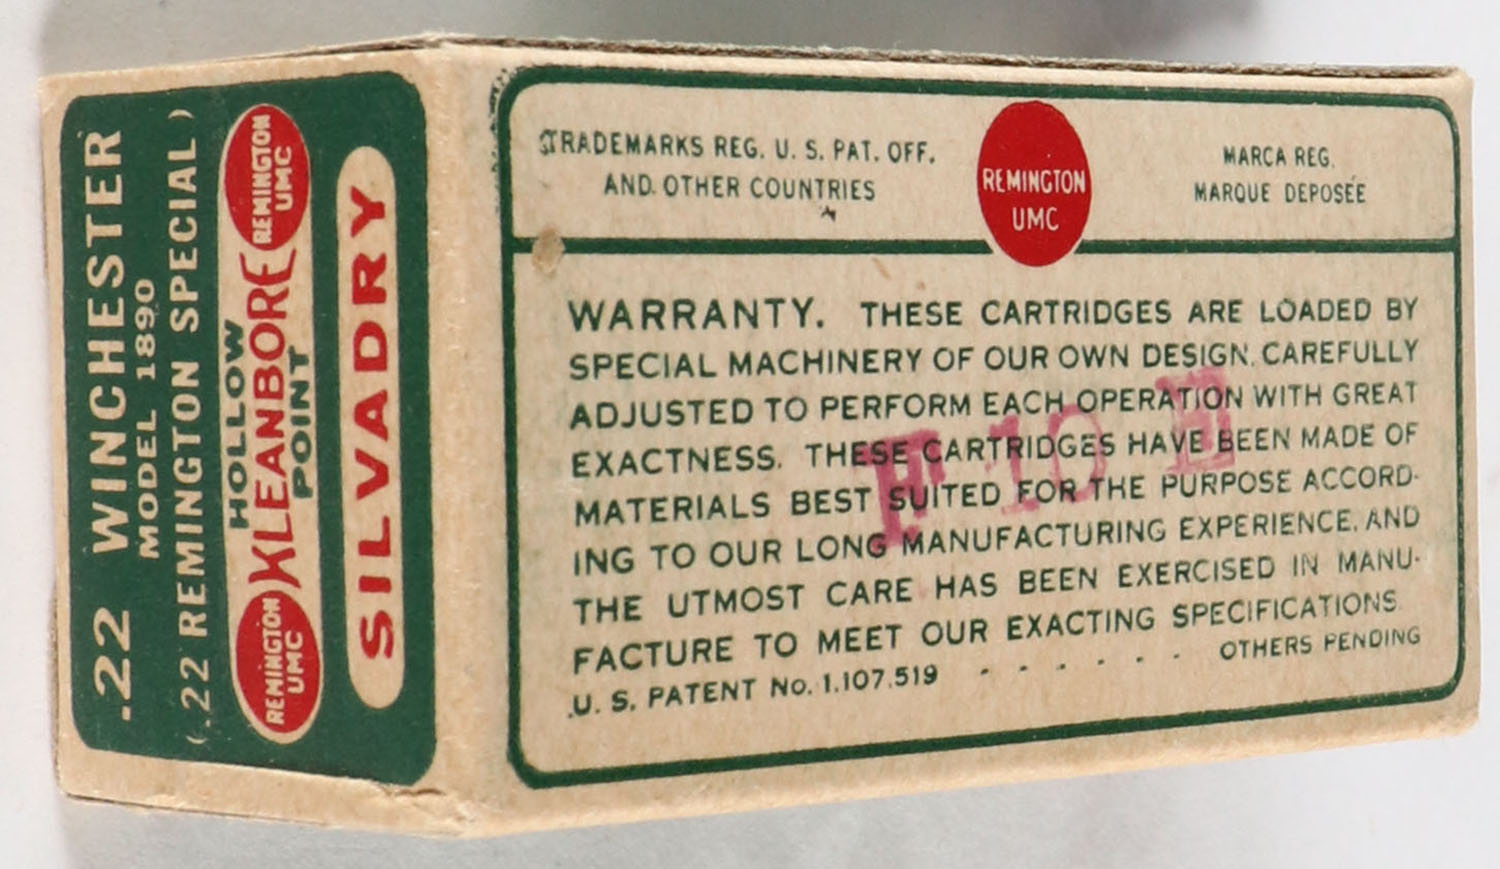 .22 WINCHESTER
MODEL 1890
(.22 REMINGTON SPECIAL)
HOLLOW
REMINGTON
UMC
KLEANBORE
REMINGTON
UMC
POINT
SILVADRY
TRADEMARKS REG. U. S. PAT. OFF.
AND. OTHER COUNTRIES
REMINGTON
UMC
MARCA REG.
MARQUE DEPOSÉE
WARRANTY. THESE CARTRIDGES ARE LOADED BY
SPECIAL MACHINERY OF OUR OWN DESIGN, CAREFULLY
ADJUSTED TO PERFORM EACH OPERATION WITH GREAT
EXACTNESS. THESE CARTRIDGES HAVE BEEN MADE OF
MATERIALS BEST SUITED FOR THE PURPOSE ACCORD-
ING TO OUR LONG MANUFACTURING EXPERIENCE, AND
THE UTMOST CARE HAS BEEN EXERCISED IN MANU-
FACTURE TO MEET OUR EXACTING SPECIFICATIONS.
U. S. PATENT No. 1.107.519 - - - - - - OTHERS PENDING